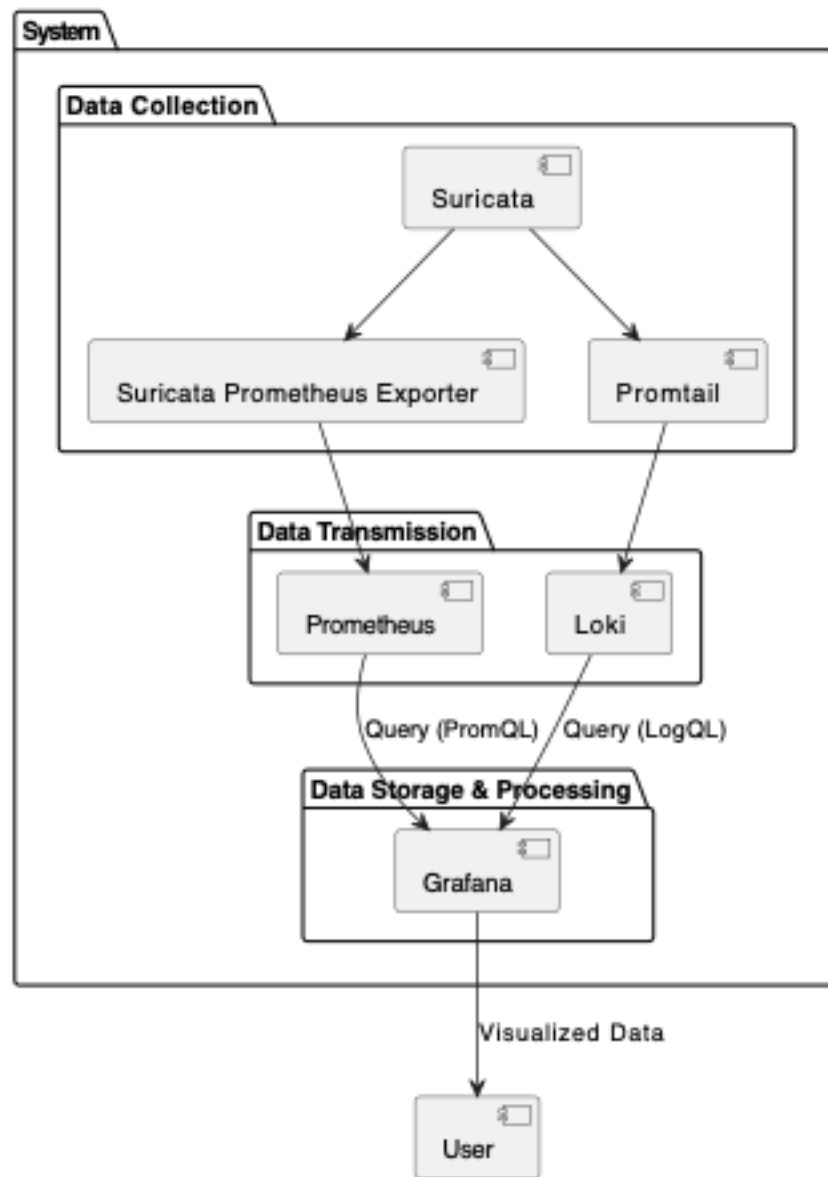 System
Data Collection
Suricata
Suricata Prometheus Exporter
Promtail
Data Transmission
Prometheus
Loki
Query (PromQL)
Query (LogQL)
Data Storage & Processing
Grafana
Visualized Data
User